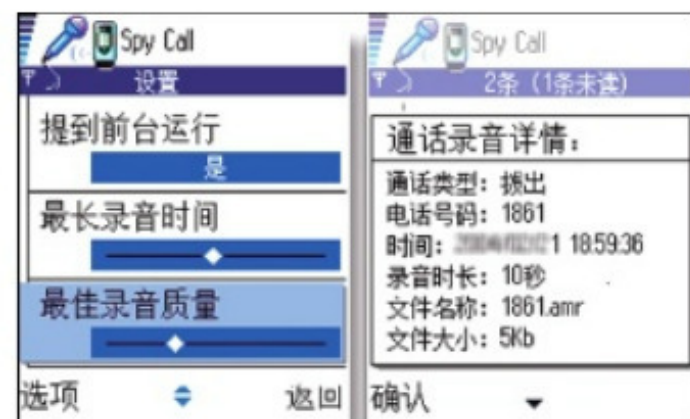 Spy Call
设置
提到前台运行
是
最长录音时间
最佳录音质量
选项
返回
Spy Call
2条（1条未读）
通话录音详情：
通话类型：拨出
电话号码：1861
时间： 1 18:59:36
录音时长：10秒
文件名称：1861.amr
文件大小：5Kb
确认